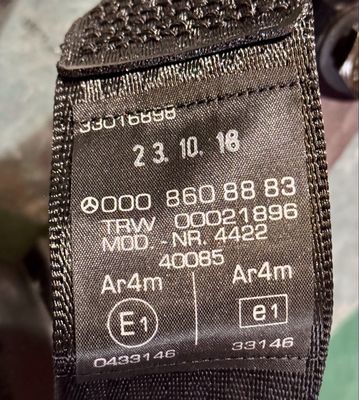 33016898
23.10.18
000 860 88 83
TRW 00021896
MOD.-NR. 4422
40085
Ar4m Ar4m
E1 e1
0433146 33146